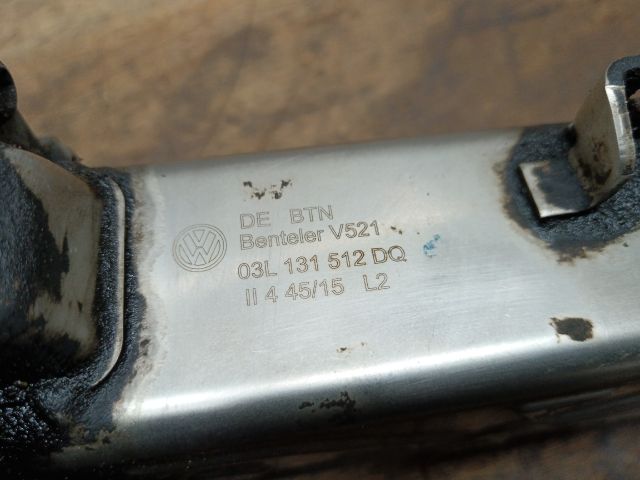 DE BTN
Benteler V521
03L 131 512 DQ
II 4 45/15 L2